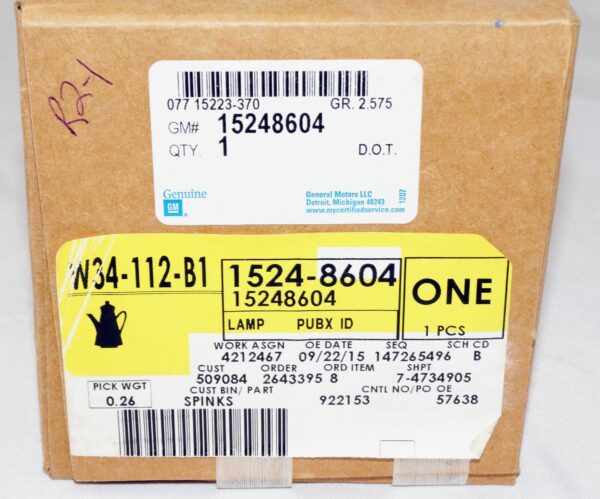 R2-1
077 15223-370 GR. 2.575
GM# 15248604
QTY. 1 D.O.T.
Genuine
GM
General Motors LLC
Detroit, Michigan 48243
www.mycertifiedservice.com
1207
W34-112-B1
1524-8604
15248604
LAMP PUBX ID
ONE
1 PCS
WORK ASGN OE DATE SEQ SCH CD
4212467 09/22/15 147265496 B
CUST ORDER ORD ITEM SHPT
509084 2643395 8 7-4734905
PICK WGT
0.26
CUST BIN/ PART CNTL NO/PO OE
SPINKS 922153 57638